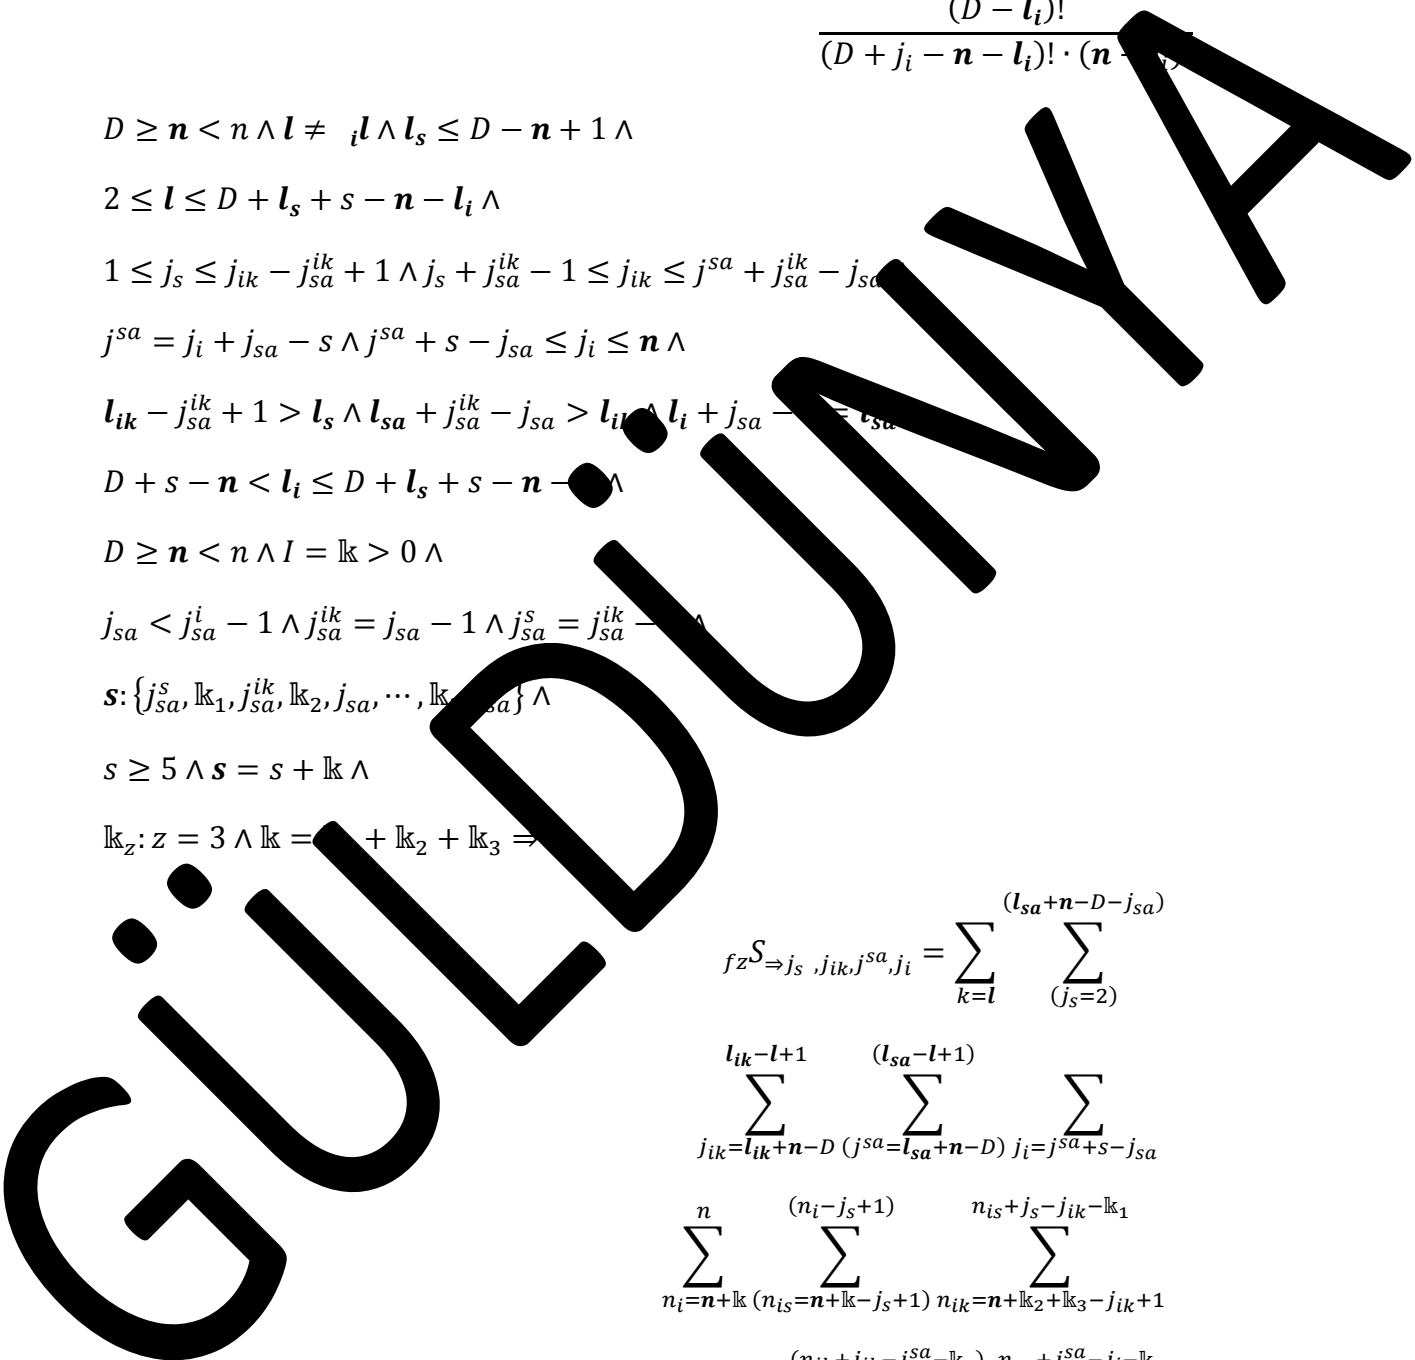 (D − l_i)!
(D + j_i − n − l_i)! · (n − _i)
D ≥ n < n ∧ l ≠ _il ∧ l_s ≤ D − n + 1 ∧
2 ≤ l ≤ D + l_s + s − n − l_i ∧
1 ≤ j_s ≤ j_ik − j_sa^ik + 1 ∧ j_s + j_sa^ik − 1 ≤ j_ik ≤ j^sa + j_sa^ik − j_sa
j^sa = j_i + j_sa − s ∧ j^sa + s − j_sa ≤ j_i ≤ n ∧
l_ik − j_sa^ik + 1 > l_s ∧ l_sa + j_sa^ik − j_sa > l_ik ∧ l_i + j_sa − = l_sa
D + s − n < l_i ≤ D + l_s + s − n − ∧
D ≥ n < n ∧ I = 𝕜 > 0 ∧
j_sa < j_sa^i − 1 ∧ j_sa^ik = j_sa − 1 ∧ j_sa^s = j_sa^ik − ∧
s: {j_sa^s, 𝕜_1, j_sa^ik, 𝕜_2, j_sa, ⋯ , 𝕜 _sa} ∧
s ≥ 5 ∧ s = s + 𝕜 ∧
𝕜_z: z = 3 ∧ 𝕜 = + 𝕜_2 + 𝕜_3 ⇒
(l_sa+n−D−j_sa)
_fzS_⇒j_s ,j_ik,j^sa,j_i = ∑ ∑
k=l (j_s=2)
l_ik−l+1 (l_sa−l+1)
∑ ∑ ∑
j_ik=l_ik+n−D (j^sa=l_sa+n−D) j_i=j^sa+s−j_sa
n (n_i−j_s+1) n_is+j_s−j_ik−𝕜_1
∑ ∑ ∑
n_i=n+𝕜 (n_is=n+𝕜−j_s+1) n_ik=n+𝕜_2+𝕜_3−j_ik+1
GÜLDÜNYA